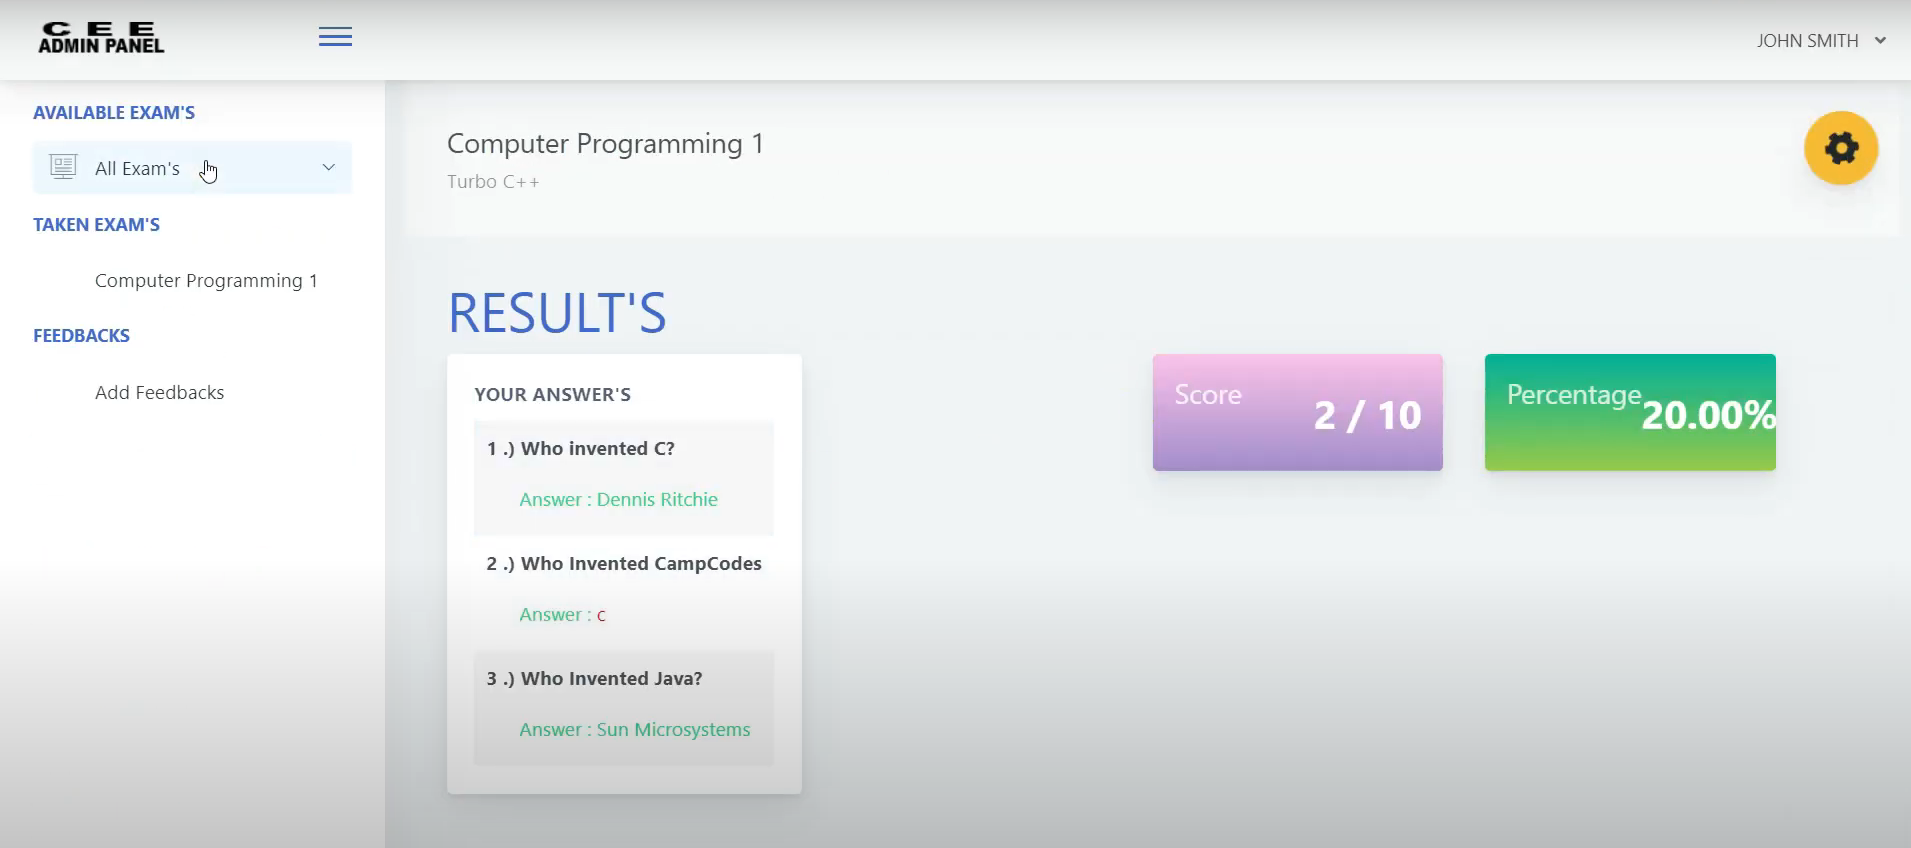 CEE
ADMIN PANEL
JOHN SMITH
AVAILABLE EXAM'S
All Exam's
TAKEN EXAM'S
Computer Programming 1
FEEDBACKS
Add Feedbacks
Computer Programming 1
Turbo C++
RESULT'S
YOUR ANSWER'S
1 .) Who invented C?
Answer : Dennis Ritchie
2 .) Who Invented CampCodes
Answer : c
3 .) Who Invented Java?
Answer : Sun Microsystems
Score
2 / 10
Percentage
20.00%